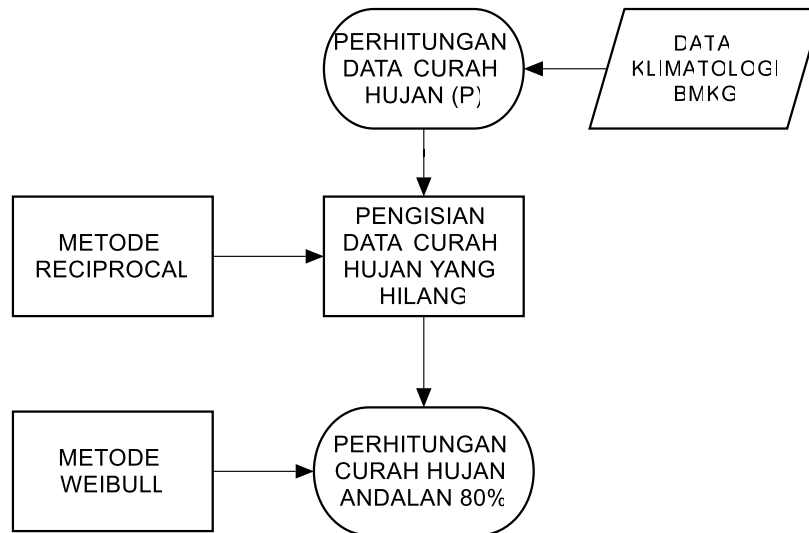 PERHITUNGAN
DATA CURAH
HUJAN (P)
DATA
KLIMATOLOGI
BMKG
METODE
RECIPROCAL
PENGISIAN
DATA CURAH
HUJAN YANG
HILANG
METODE
WEIBULL
PERHITUNGAN
CURAH HUJAN
ANDALAN 80%